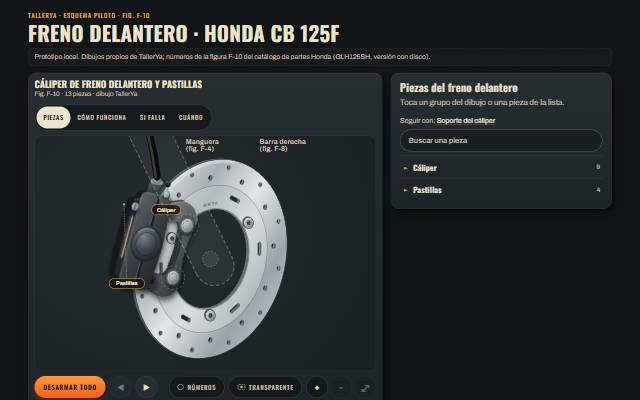 TALLERYA · ESQUEMA PILOTO · FIG. F-10
FRENO DELANTERO · HONDA CB 125F
Prototipo local. Dibujos propios de TallerYa; números de la figura F-10 del catálogo de partes Honda (GLH125SH, versión con disco).
CÁLIPER DE FRENO DELANTERO Y PASTILLAS
Fig. F-10 · 13 piezas · dibujo TallerYa
PIEZAS
CÓMO FUNCIONA
SI FALLA
CUÁNDO
Manguera
(fig. F-4)
Barra derecha
(fig. F-8)
Cáliper
Pastillas
DESARMAR TODO
NÚMEROS
TRANSPARENTE
+
−
Piezas del freno delantero
Toca un grupo del dibujo o una pieza de la lista.
Seguir con: Soporte del cáliper
Buscar una pieza
Cáliper 9
Pastillas 4